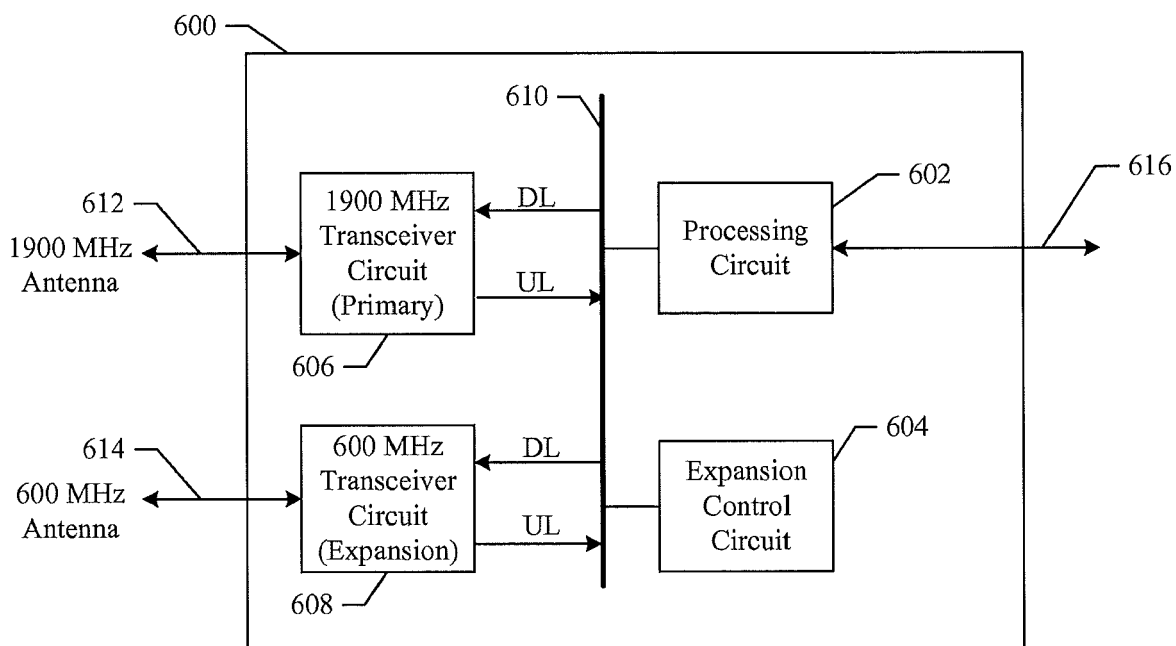 600
610
602
616
612
1900 MHz
Antenna
1900 MHz
Transceiver
Circuit
(Primary)
DL
UL
Processing
Circuit
606
614
600 MHz
Antenna
600 MHz
Transceiver
Circuit
(Expansion)
DL
UL
604
Expansion
Control
Circuit
608